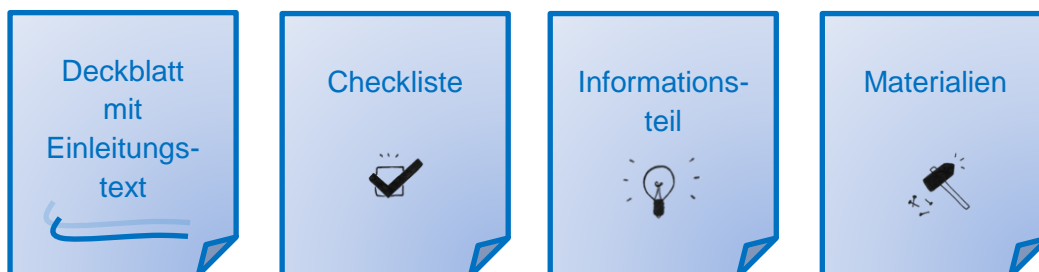 Deckblatt
mit
Einleitungs-
text
Checkliste
Informations-
teil
Materialien